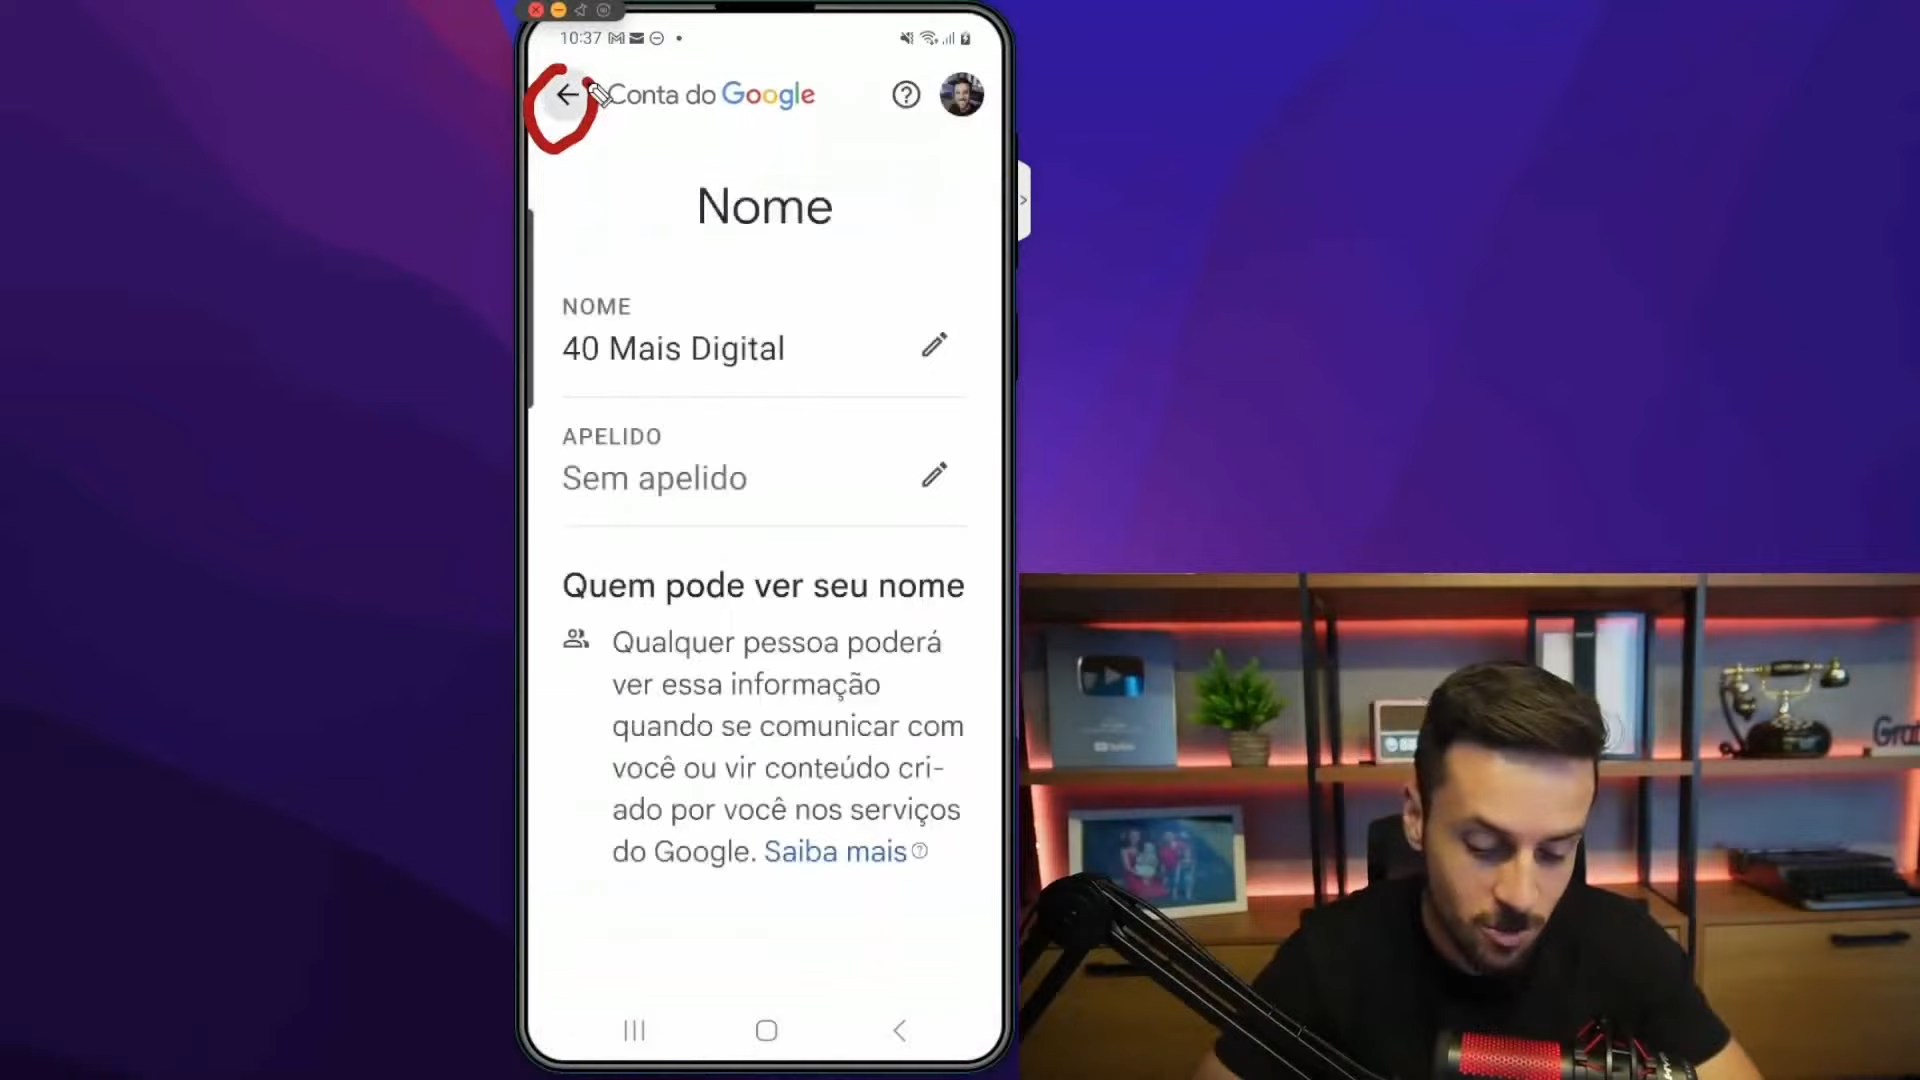 10:37
Conta do Google
Nome
NOME
40 Mais Digital
APELIDO
Sem apelido
Quem pode ver seu nome
Qualquer pessoa poderá
ver essa informação
quando se comunicar com
você ou vir conteúdo cri-
ado por você nos serviços
do Google. Saiba mais
YouTube